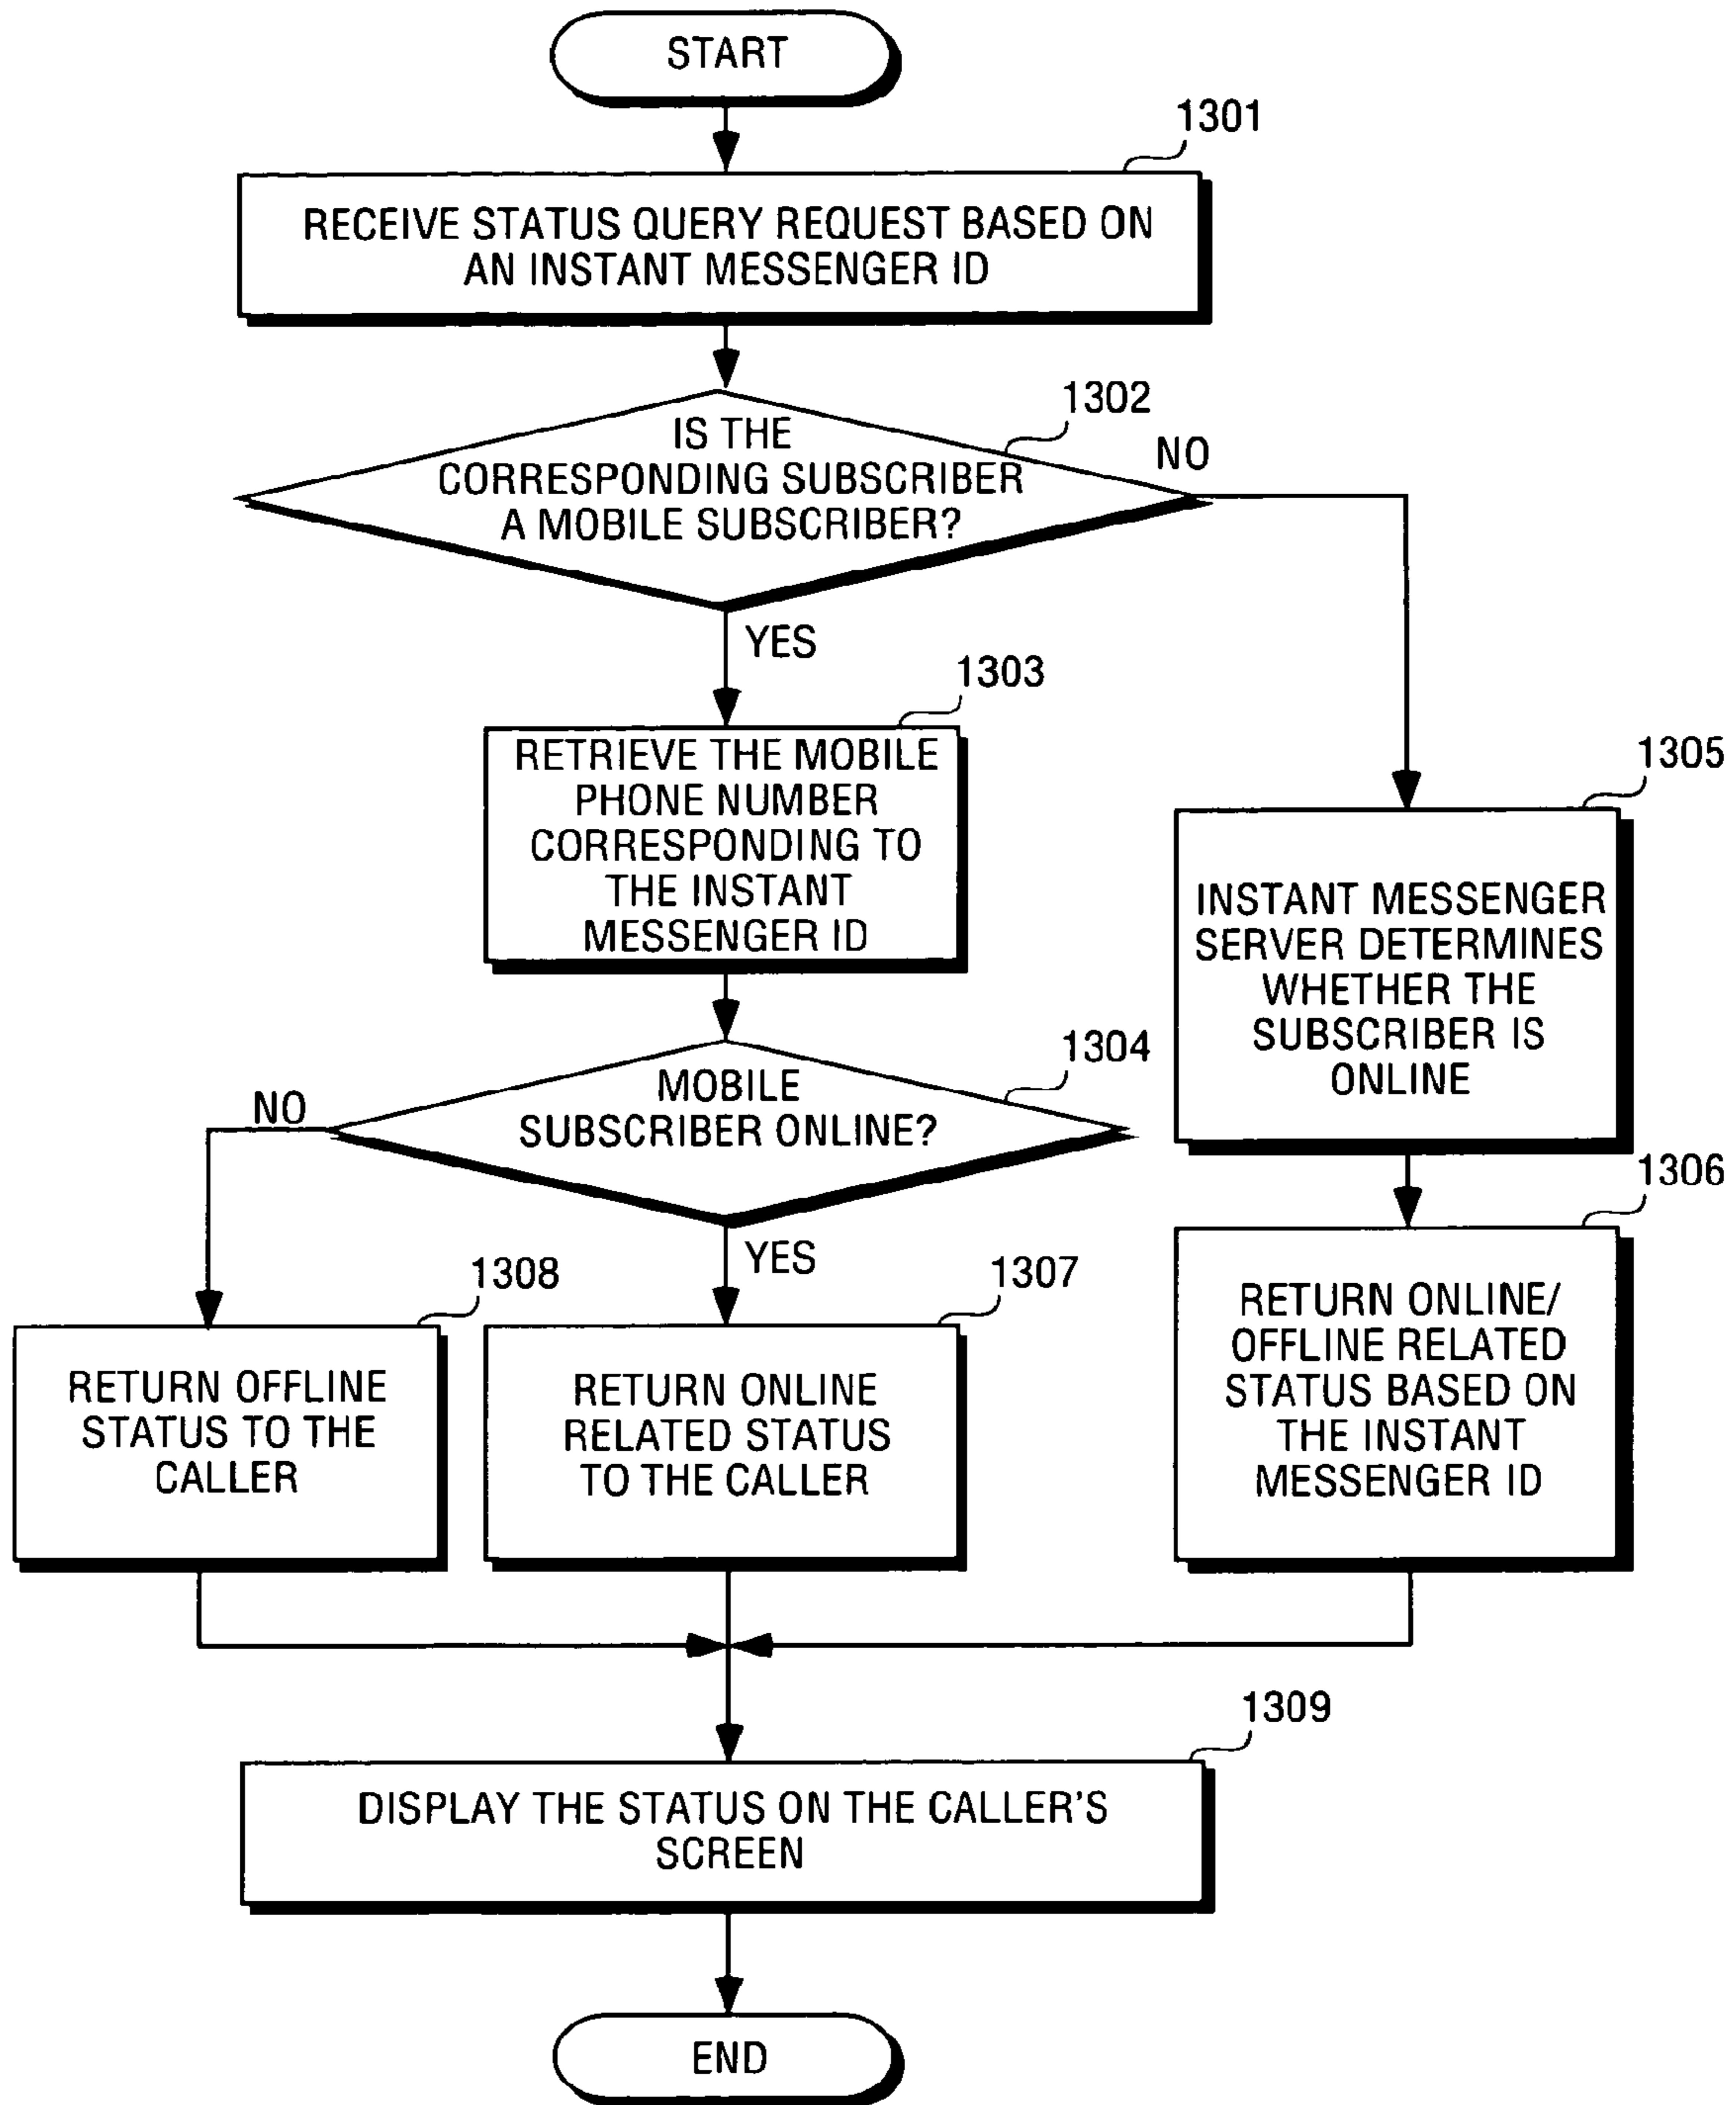 START
1301
RECEIVE STATUS QUERY REQUEST BASED ON
AN INSTANT MESSENGER ID
1302
IS THE
CORRESPONDING SUBSCRIBER
A MOBILE SUBSCRIBER?
NO
YES
1303
RETRIEVE THE MOBILE
PHONE NUMBER
CORRESPONDING TO
THE INSTANT
MESSENGER ID
1305
INSTANT MESSENGER
SERVER DETERMINES
WHETHER THE
SUBSCRIBER IS
ONLINE
1304
MOBILE
SUBSCRIBER ONLINE?
NO
YES
1308
RETURN OFFLINE
STATUS TO THE
CALLER
1307
RETURN ONLINE
RELATED STATUS
TO THE CALLER
1306
RETURN ONLINE/
OFFLINE RELATED
STATUS BASED ON
THE INSTANT
MESSENGER ID
1309
DISPLAY THE STATUS ON THE CALLER'S
SCREEN
END